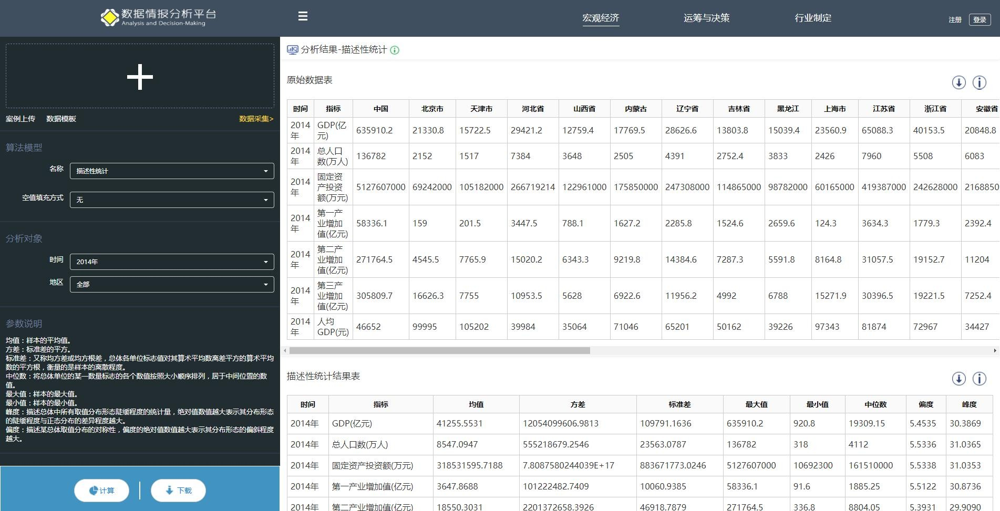 数据情报分析平台
Analysis and Decision-Making
宏观经济 运筹与决策 行业制定 注册 登录
案例上传 数据模板 数据采集>
算法模型
名称 描述性统计
空值填充方式 无
分析对象
时间 2014年
地区 全部
参数说明
均值：样本的平均值。
方差：标准差的平方。
标准差：又称均方差或均方根差，总体各单位标志值对其算术平均数离差平方的算术平均
数的平方根，衡量的是样本的离散程度。
中位数：将总体单位的某一数量标志的各个数值按照大小顺序排列，居于中间位置的数
值。
最大值：样本的最大值。
最小值：样本的最小值。
峰度：描述总体中所有取值分布形态陡缓程度的统计量，绝对值数值越大表示其分布形态
的陡缓程度与正态分布的差异程度越大。
偏度：描述某总体取值分布的对称性，偏度的绝对值数值越大表示其分布形态的偏斜程度
越大。
计算 下载
分析结果-描述性统计
原始数据表
时间 指标 中国 北京市 天津市 河北省 山西省 内蒙古 辽宁省 吉林省 黑龙江 上海市 江苏省 浙江省 安徽省
2014年 GDP(亿元) 635910.2 21330.8 15722.5 29421.2 12759.4 17769.5 28626.6 13803.8 15039.4 23560.9 65088.3 40153.5 20848.8
2014年 总人口数(万人) 136782 2152 1517 7384 3648 2505 4391 2752.4 3833 2426 7960 5508 6083
2014年 固定资产投资额(万元) 5127607000 69242000 105182000 266719214 122961000 175850000 247308000 114865000 98782000 60165000 419387000 242628000 2168850
2014年 第一产业增加值(亿元) 58336.1 159 201.5 3447.5 788.1 1627.2 2285.8 1524.6 2659.6 124.3 3634.3 1779.3 2392.4
2014年 第二产业增加值(亿元) 271764.5 4545.5 7765.9 15020.2 6343.3 9219.8 14384.6 7287.3 5591.8 8164.8 31057.5 19152.7 11204
2014年 第三产业增加值(亿元) 305809.7 16626.3 7755 10953.5 5628 6922.6 11956.2 4992 6788 15271.9 30396.5 19221.5 7252.4
2014年 人均GDP(元) 46652 99995 105202 39984 35064 71046 65201 50162 39226 97343 81874 72967 34427
描述性统计结果表
时间 指标 均值 方差 标准差 最大值 最小值 中位数 偏度 峰度
2014年 GDP(亿元) 41255.5531 12054099606.9813 109791.1636 635910.2 920.8 19309.15 5.4535 30.3869
2014年 总人口数(万人) 8547.0947 555218679.2546 23563.0787 136782 318 4112 5.5336 31.0365
2014年 固定资产投资额(万元) 318531595.7188 7.8087580244039E+17 883671773.0246 5127607000 10692300 161510000 5.5338 31.0353
2014年 第一产业增加值(亿元) 3647.8688 101222482.7409 10060.9385 58336.1 91.6 1885.25 5.5122 30.8736
2014年 第二产业增加值(亿元) 18550.3031 2201372658.3926 46918.7879 271764.5 336.8 8804.05 5.3931 29.9090